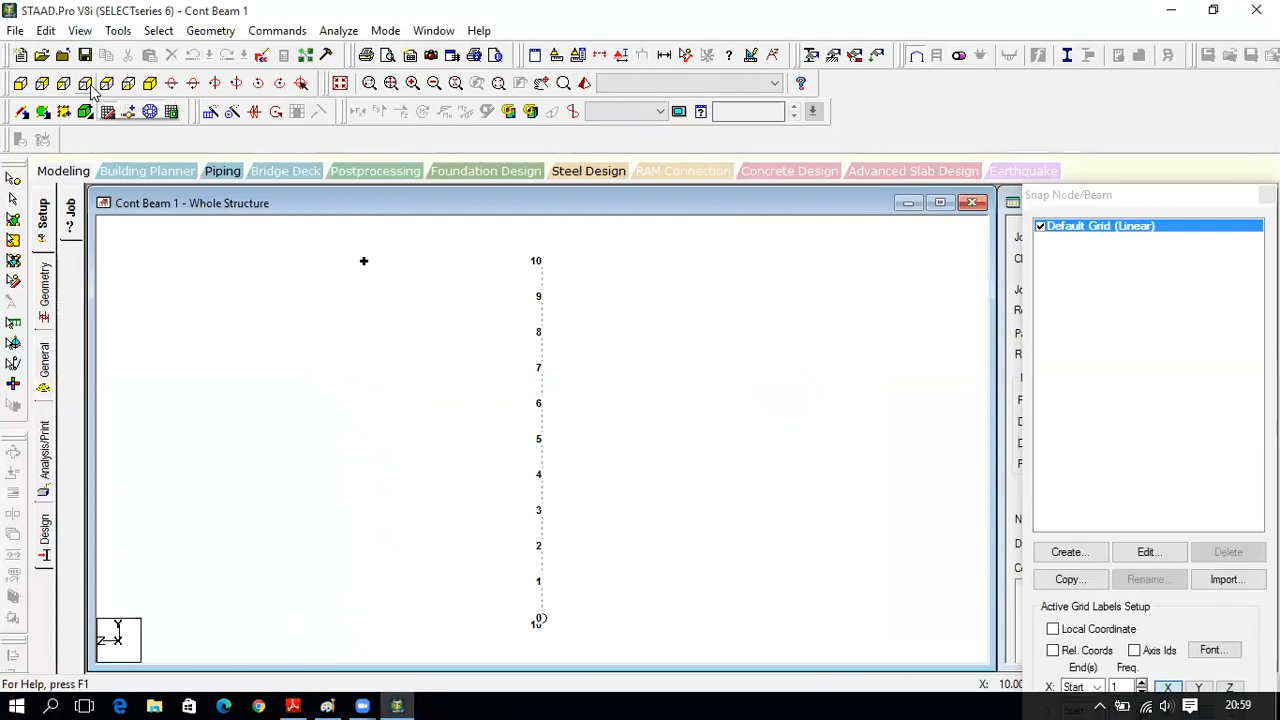 STAAD.Pro V8i (SELECTseries 6) - Cont Beam 1
File Edit View Tools Select Geometry Commands Analyze Mode Window Help
Modeling Building Planner Piping Bridge Deck Postprocessing Foundation Design Steel Design RAM Connection Concrete Design Advanced Slab Design Earthquake
Cont Beam 1 - Whole Structure
Snap Node/Beam
Default Grid (Linear)
Setup
Job
Geometry
General
Analysis/Print
Design
10
9
8
7
6
5
4
3
2
1
0
Y
Z X
Create... Edit... Delete
Copy... Rename... Import...
Active Grid Labels Setup
Local Coordinate
Rel. Coords Axis Ids Font...
End(s) Freq.
X: Start 1 X Y Z
For Help, press F1
X: 10.00
20:59